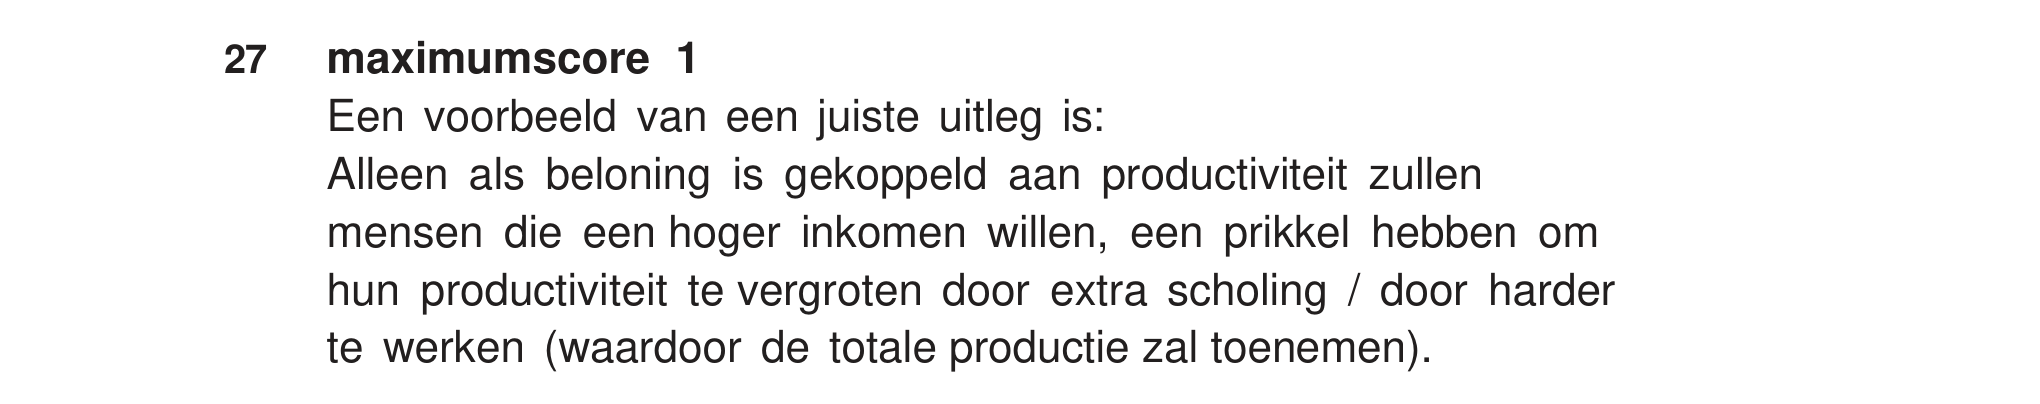 27 maximumscore 1
Een voorbeeld van een juiste uitleg is:
Alleen als beloning is gekoppeld aan productiviteit zullen
mensen die een hoger inkomen willen, een prikkel hebben om
hun productiviteit te vergroten door extra scholing / door harder
te werken (waardoor de totale productie zal toenemen).